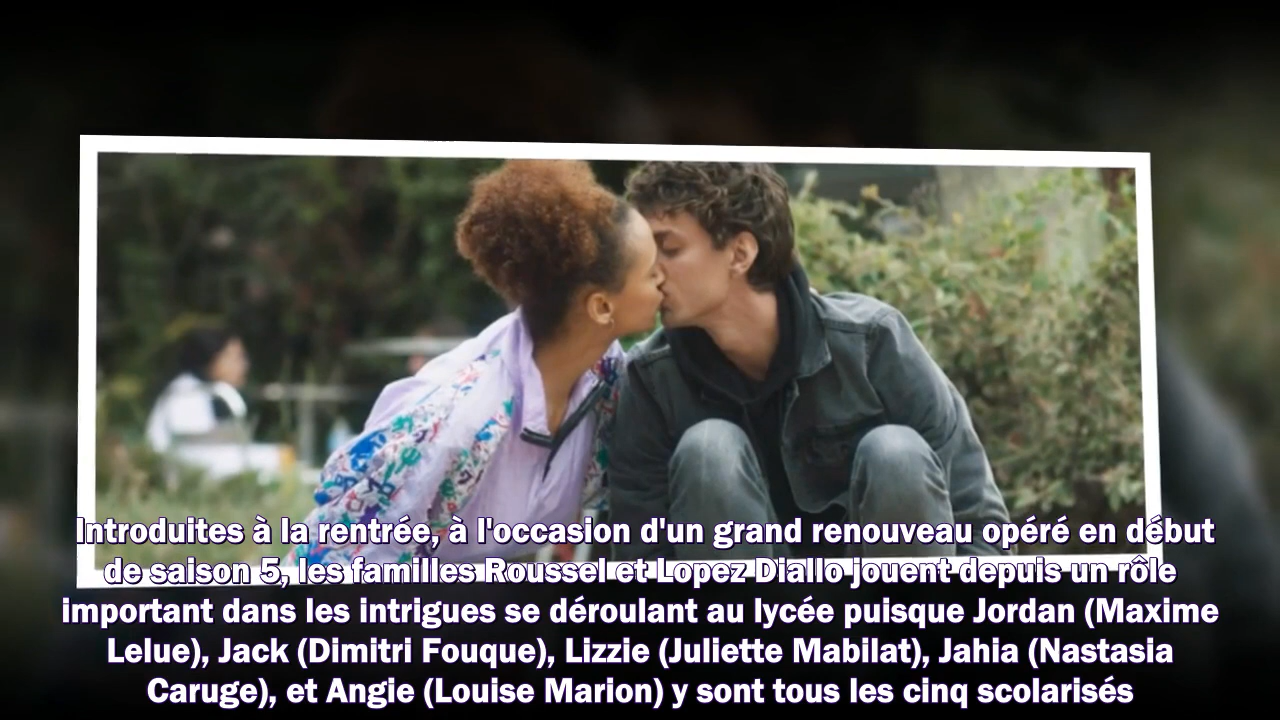 Introduites à la rentrée, à l'occasion d'un grand renouveau opéré en début
de saison 5, les familles Roussel et Lopez Diallo jouent depuis un rôle
important dans les intrigues se déroulant au lycée puisque Jordan (Maxime
Lelue), Jack (Dimitri Fouque), Lizzie (Juliette Mabilat), Jahia (Nastasia
Caruge), et Angie (Louise Marion) y sont tous les cinq scolarisés